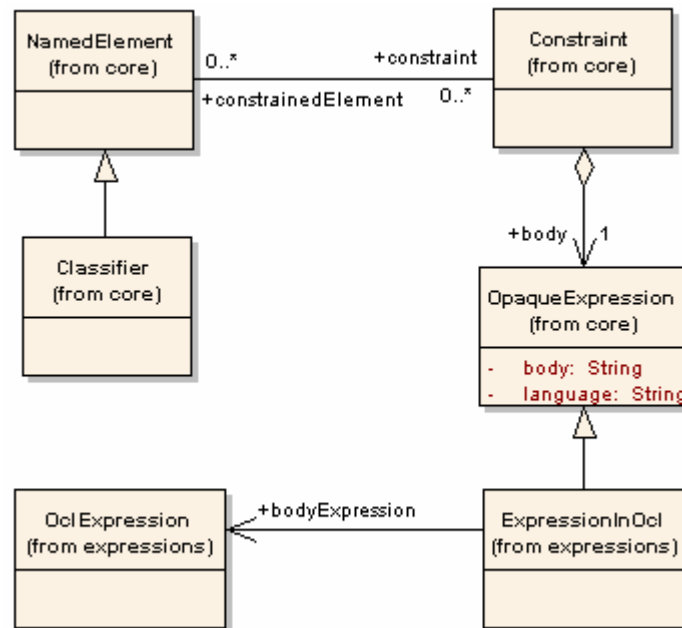 NamedElement
(from core)
0..*
+constrainedElement
+constraint
0..*
Constraint
(from core)
Classifier
(from core)
+body
1
OpaqueExpression
(from core)
- body: String
- language: String
OclExpression
(from expressions)
+bodyExpression
ExpressionInOcl
(from expressions)